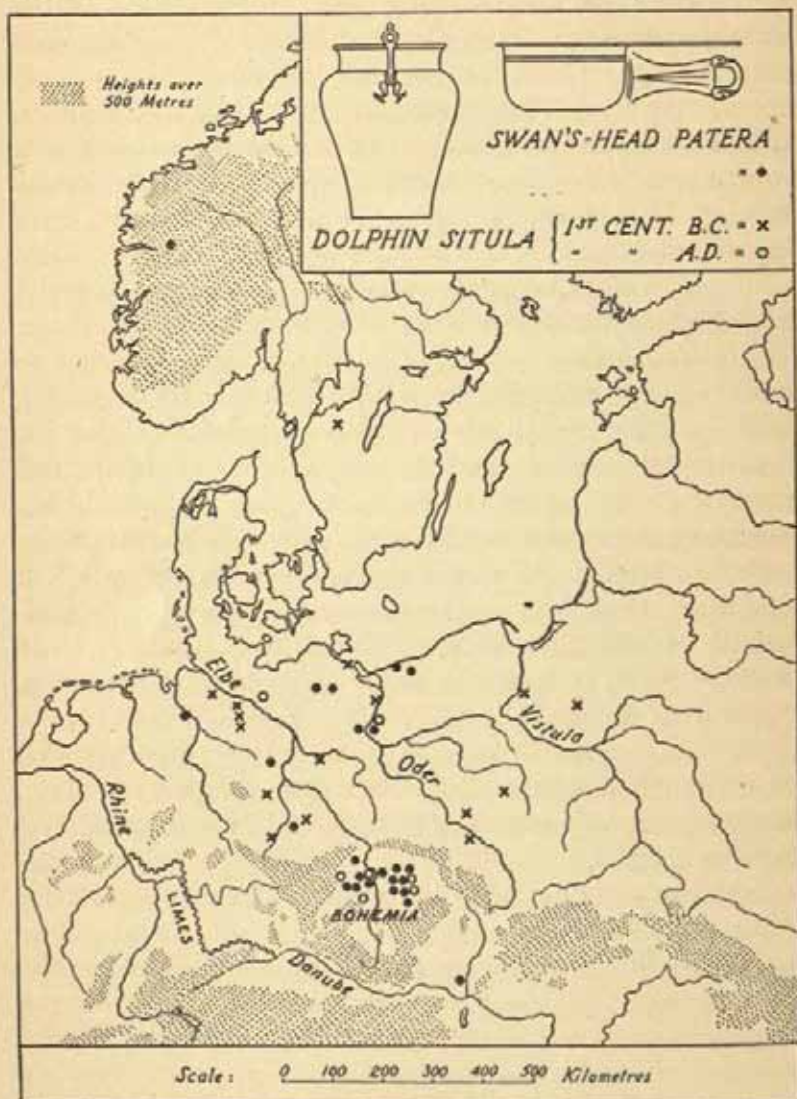 Heights over
500 Metres
SWAN'S-HEAD PATERA
" •
DOLPHIN SITULA { 1ST CENT. B.C. " ×
" " A.D. " ○
Elbe
Vistula
Oder
Rhine
LIMES
BOHEMIA
Danube
Scale: 0 100 200 300 400 500 Kilometres